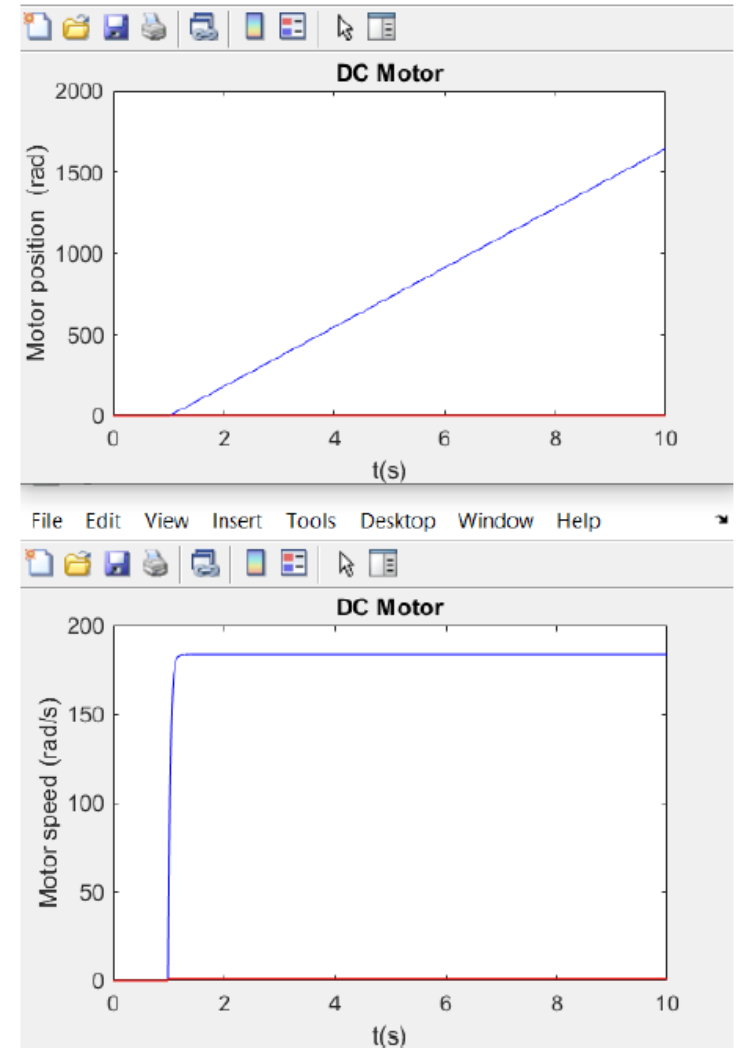 DC Motor
2000
1500
1000
500
0
Motor position (rad)
0 2 4 6 8 10
t(s)
File Edit View Insert Tools Desktop Window Help
DC Motor
200
150
100
50
0
Motor speed (rad/s)
0 2 4 6 8 10
t(s)